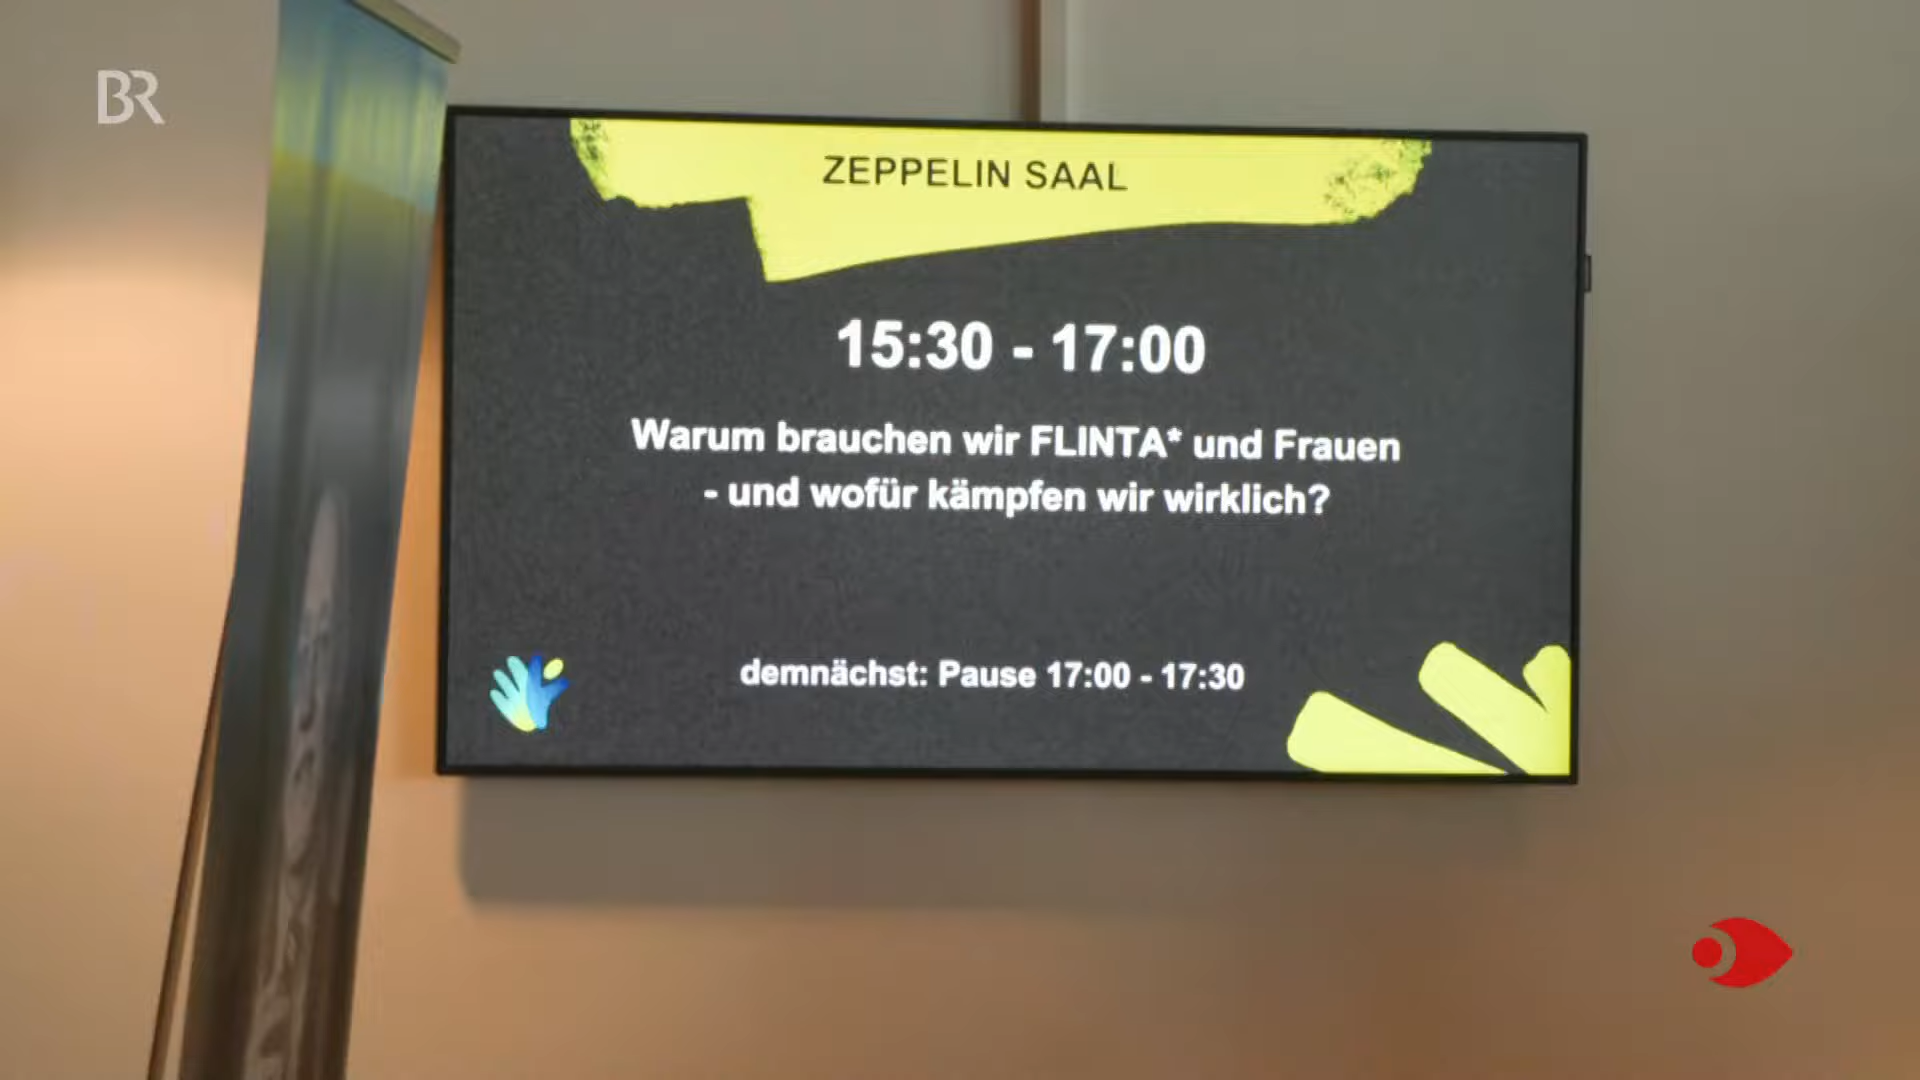 BR
ZEPPELIN SAAL
15:30 - 17:00
Warum brauchen wir FLINTA* und Frauen
- und wofür kämpfen wir wirklich?
demnächst: Pause 17:00 - 17:30